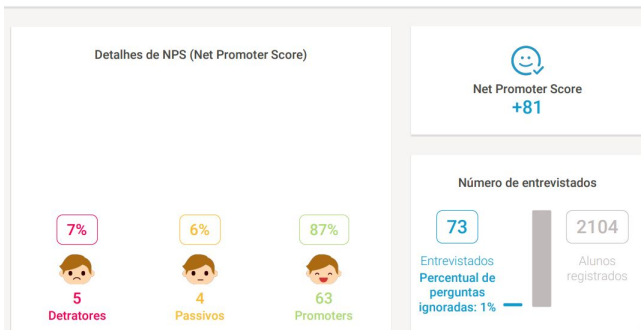 Detalhes de NPS (Net Promoter Score)
7%
6%
87%
5
4
63
Detratores
Passivos
Promoters
Net Promoter Score
+81
Número de entrevistados
73
2104
Entrevistados
Percentual de
perguntas
ignoradas: 1%
Alunos
registrados